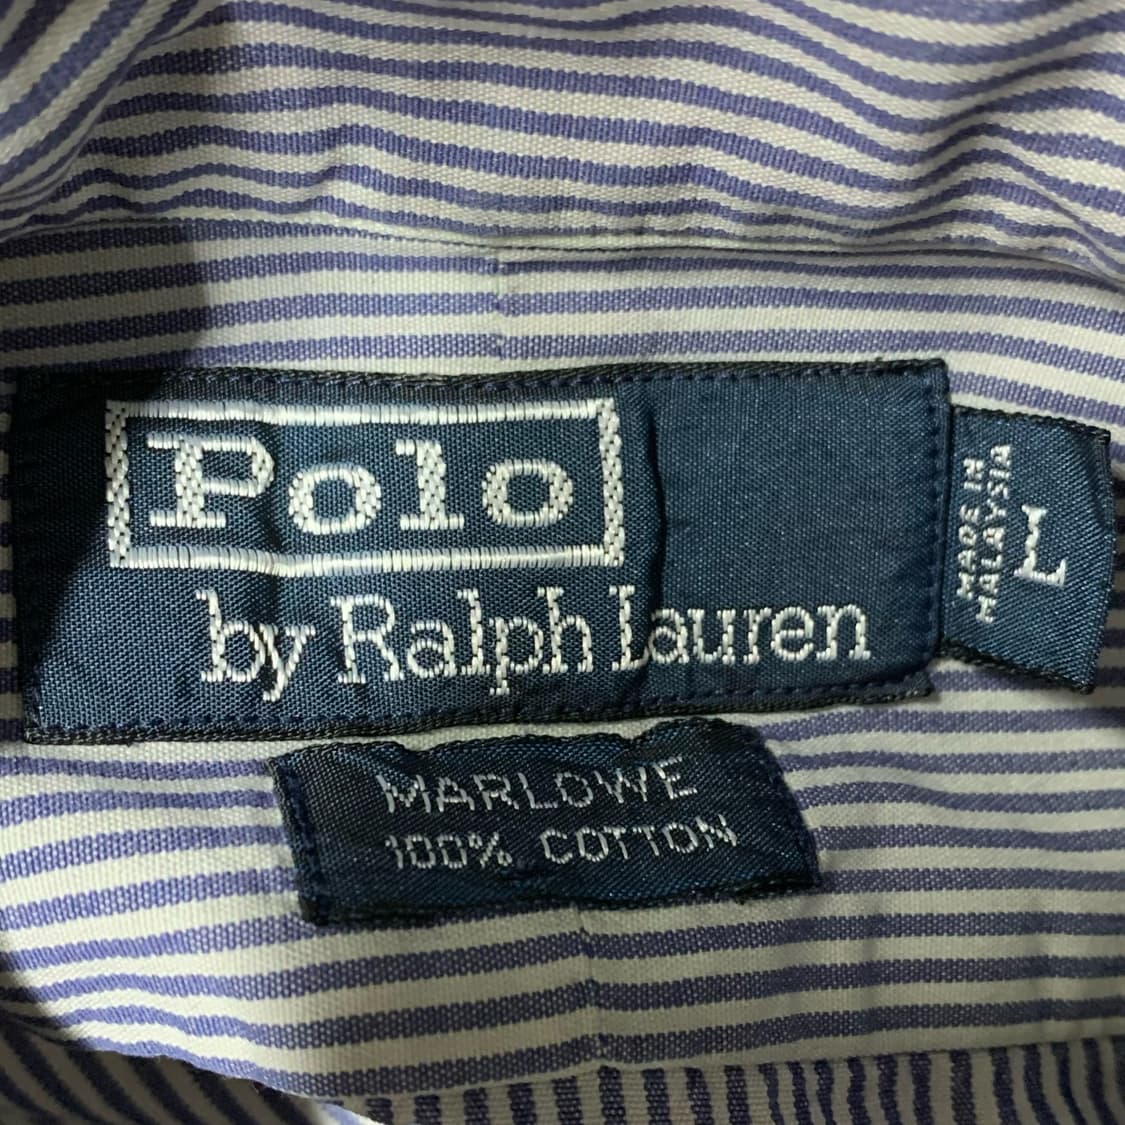 Polo
by Ralph Lauren
MADE IN
MALAYSIA
L
MARLOWE
100% COTTON